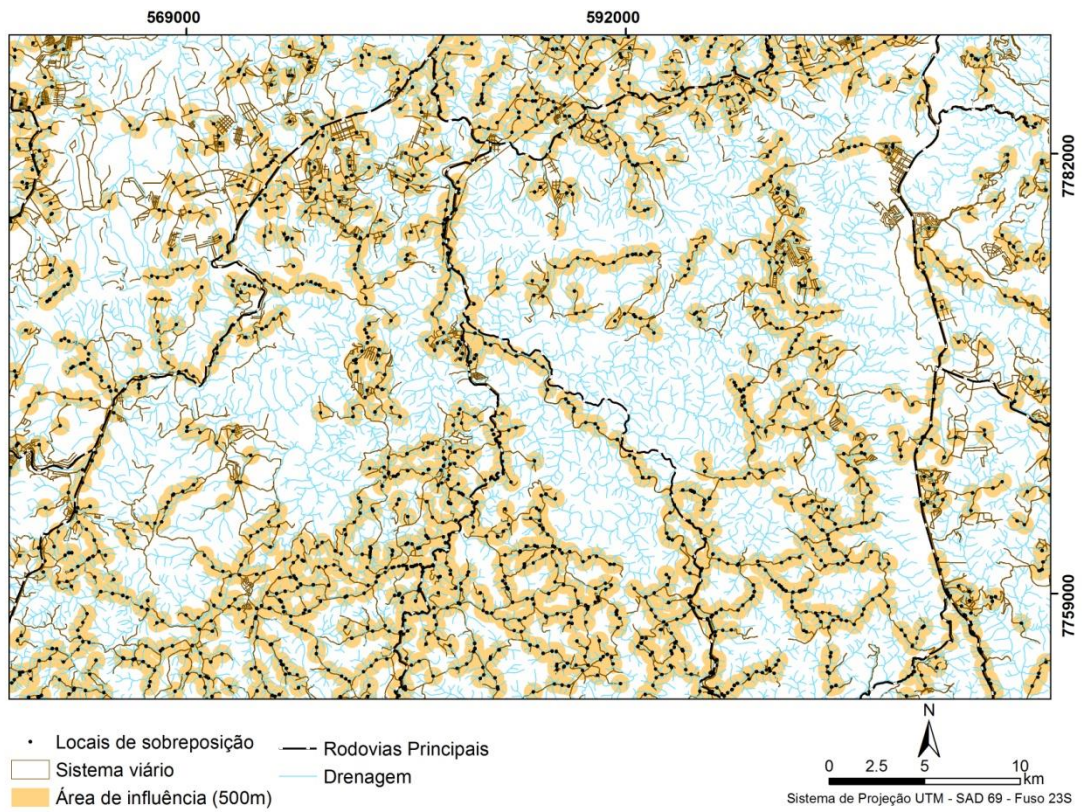 569000
592000
7782000
7759000
Locais de sobreposição
Sistema viário
Área de influência (500m)
Rodovias Principais
Drenagem
N
0 2.5 5 10
km
Sistema de Projeção UTM - SAD 69 - Fuso 23S